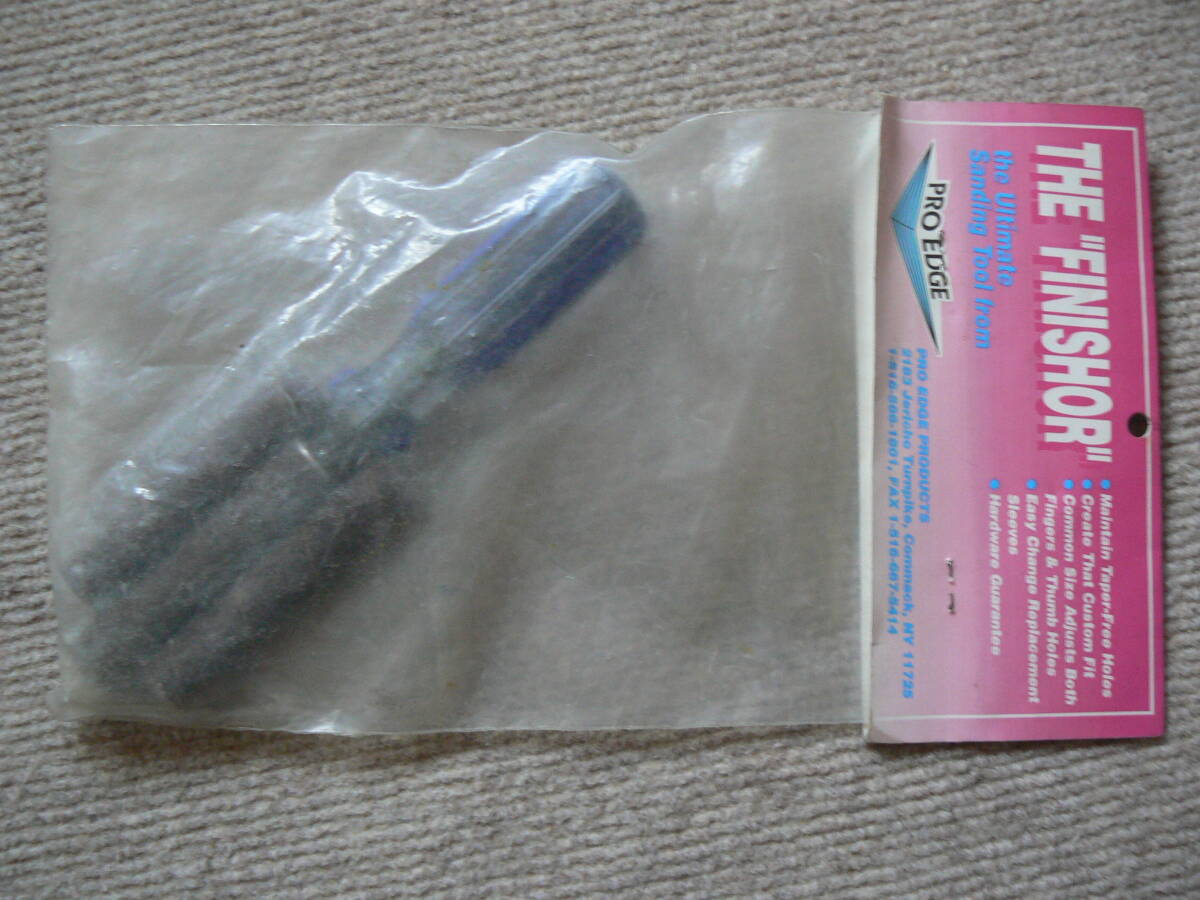 THE "FINISHOR"
the Ultimate
Sanding Tool from
PRO EDGE
• Maintain Taper-Free Holes
• Create That Custom Fit
• Common Size Adjusts Both
Fingers & Thumb Holes
• Easy Change Replacement
Sleeves
• Hardware Guarantee
PRO EDGE PRODUCTS
2183 Jericho Turnpike, Commack, NY 11725
FAX